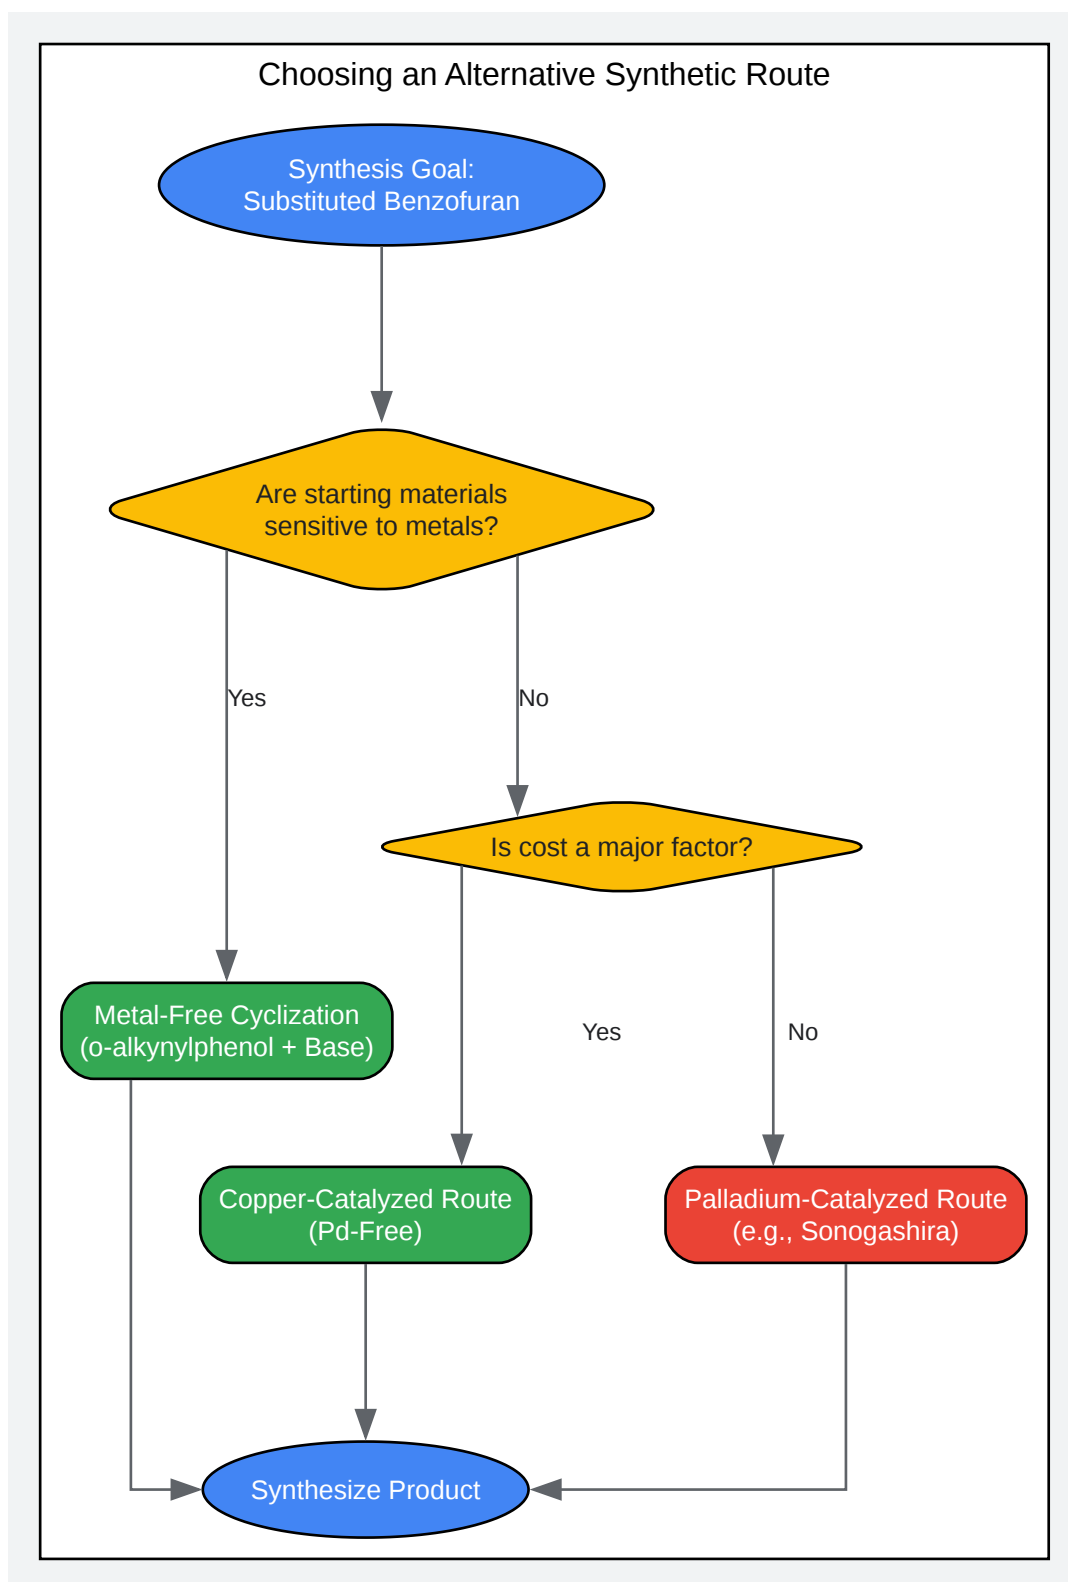 Choosing an Alternative Synthetic Route
Synthesis Goal:
Substituted Benzofuran
Are starting materials
sensitive to metals?
Yes
No
Is cost a major factor?
Metal-Free Cyclization
(o-alkynylphenol + Base)
Yes
No
Copper-Catalyzed Route
(Pd-Free)
Palladium-Catalyzed Route
(e.g., Sonogashira)
Synthesize Product